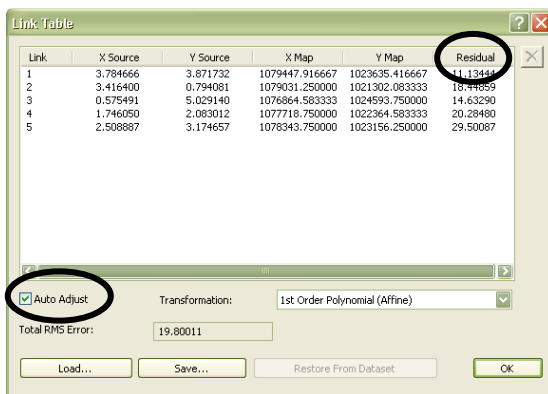 Link Table
Link X Source Y Source X Map Y Map Residual
1 3.784666 3.871732 1079447.916667 1023635.416667 11.13444
2 3.416400 0.794081 1079031.250000 1021302.083333 18.44859
3 0.575491 5.029140 1076864.583333 1024593.750000 14.63290
4 1.746050 2.083012 1077718.750000 1022364.583333 20.28480
5 2.508887 3.174657 1078343.750000 1023156.250000 29.50087
Auto Adjust Transformation: 1st Order Polynomial (Affine)
Total RMS Error: 19.80011
Load... Save... Restore From Dataset OK